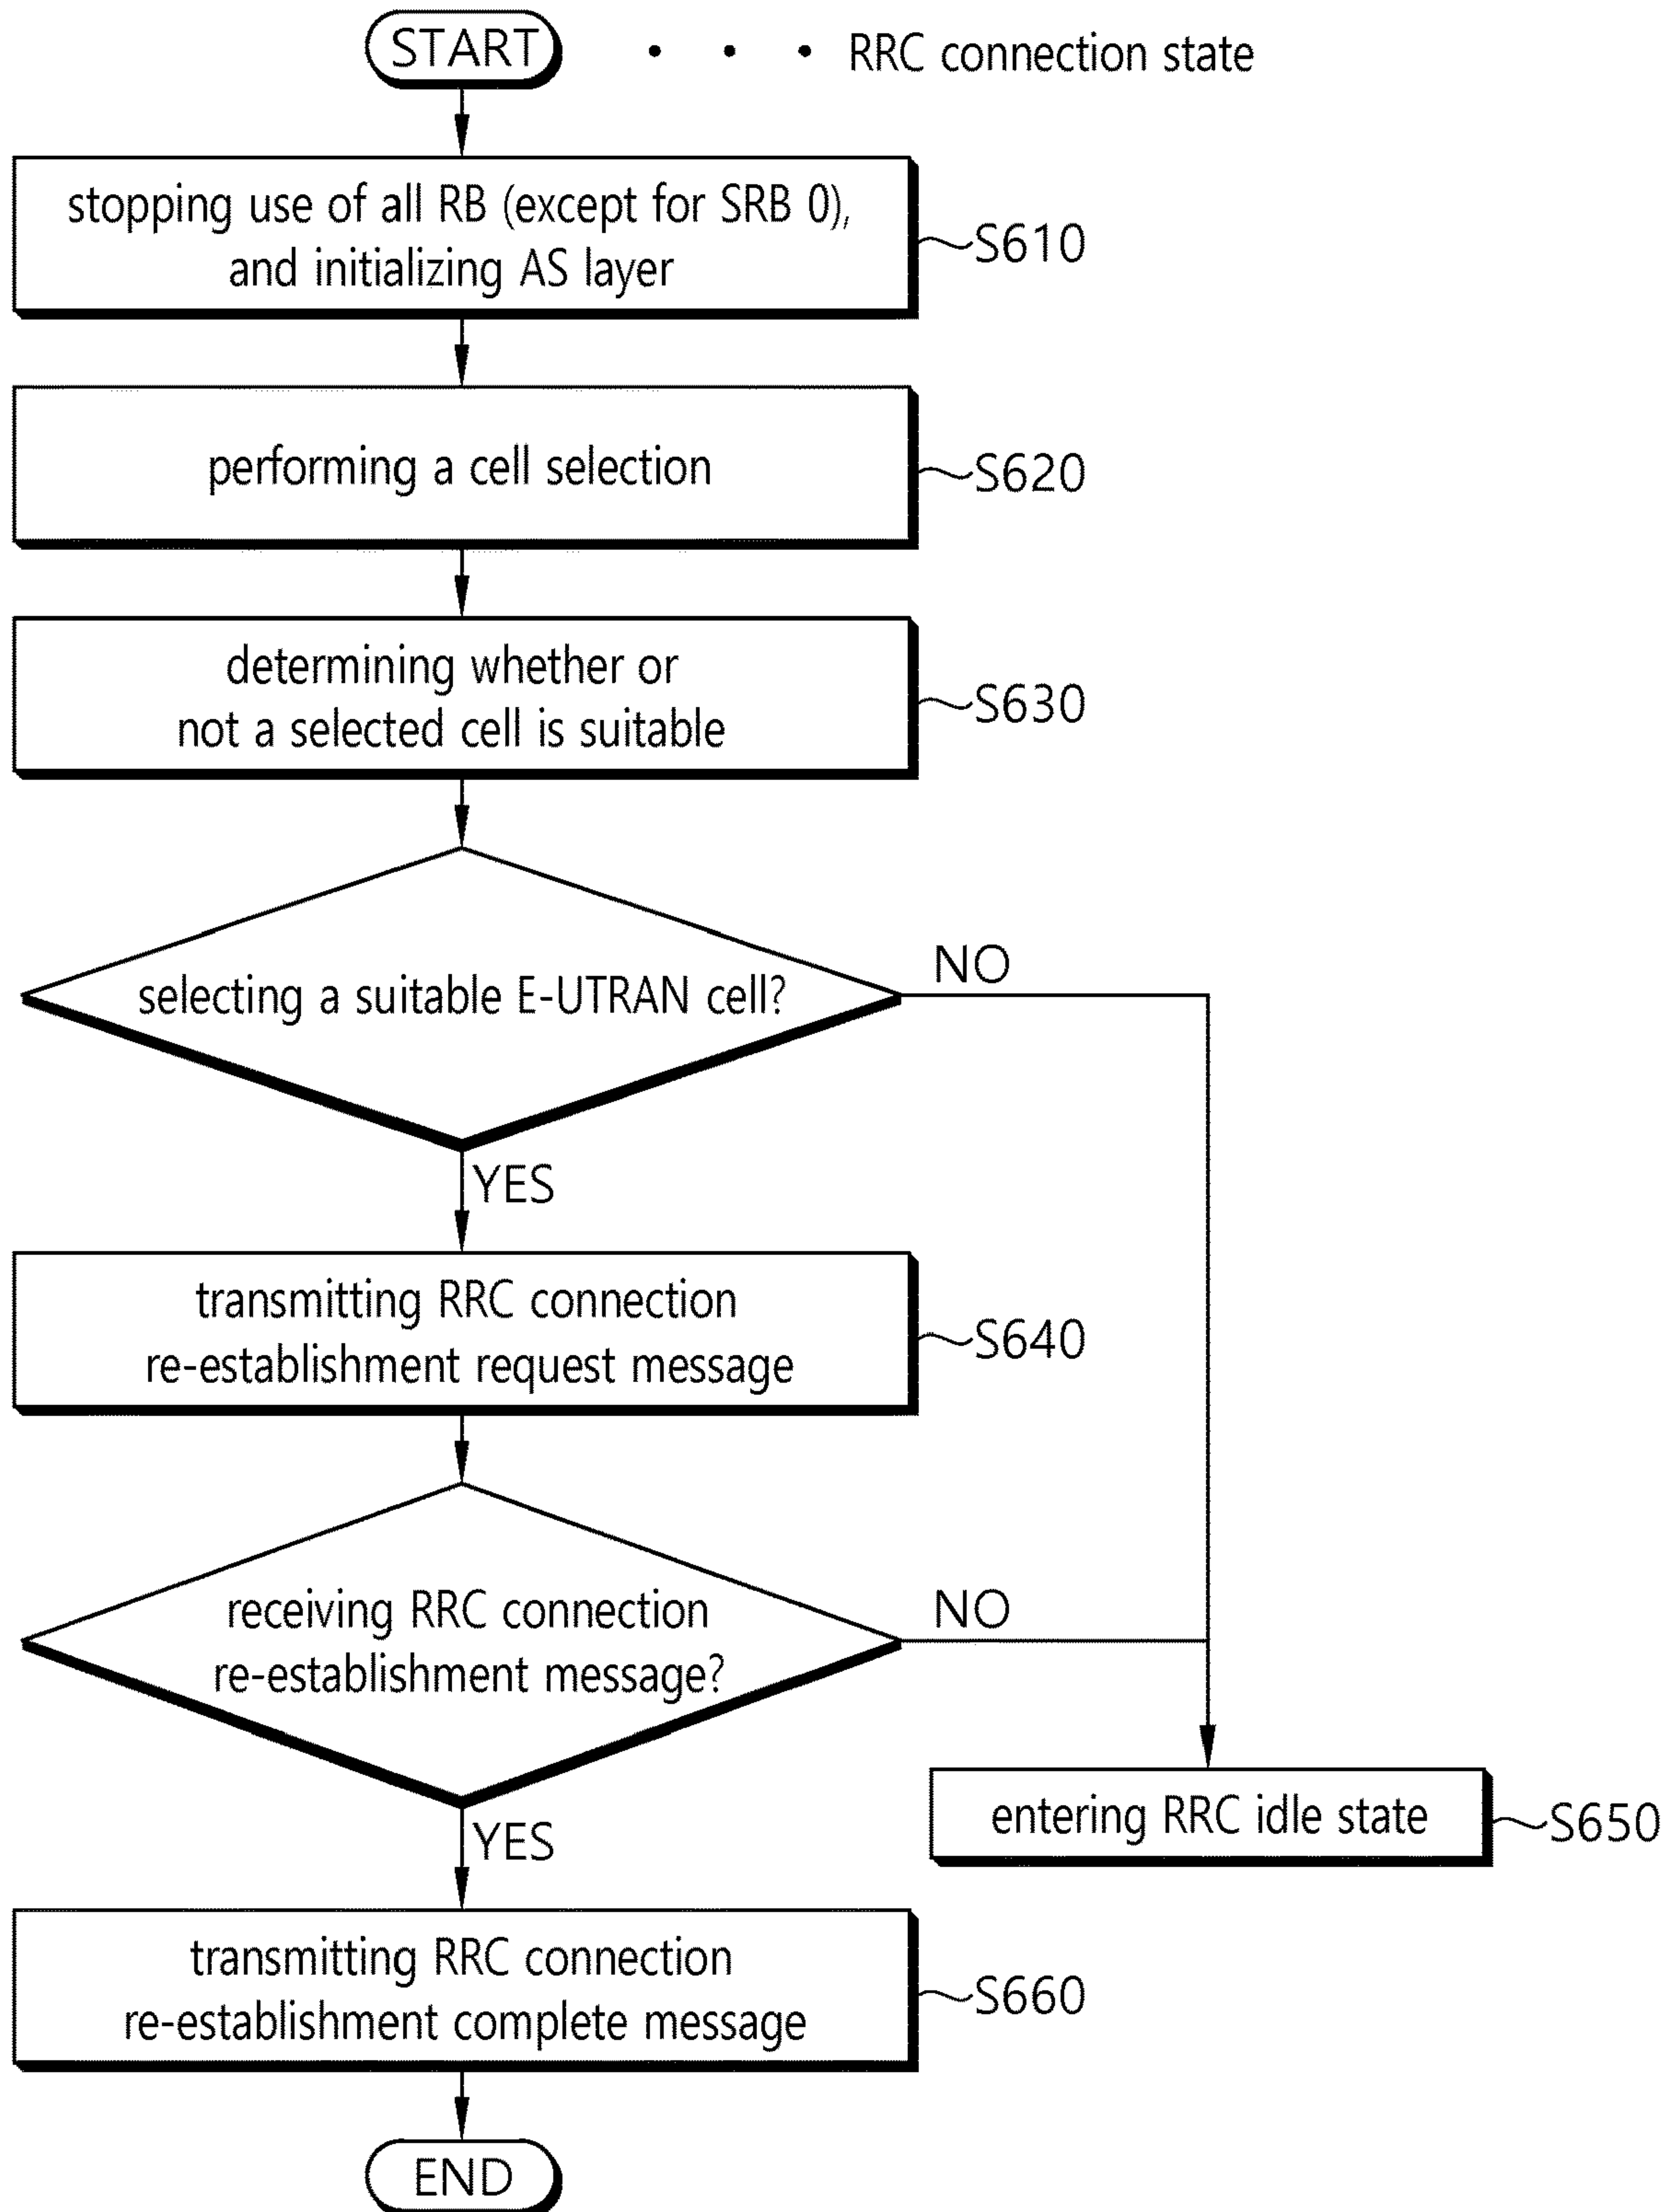 START • • • RRC connection state
stopping use of all RB (except for SRB 0),
and initializing AS layer
S610
performing a cell selection
S620
determining whether or
not a selected cell is suitable
S630
selecting a suitable E-UTRAN cell?
NO
YES
transmitting RRC connection
re-establishment request message
S640
receiving RRC connection
re-establishment message?
NO
YES
entering RRC idle state
S650
transmitting RRC connection
re-establishment complete message
S660
END